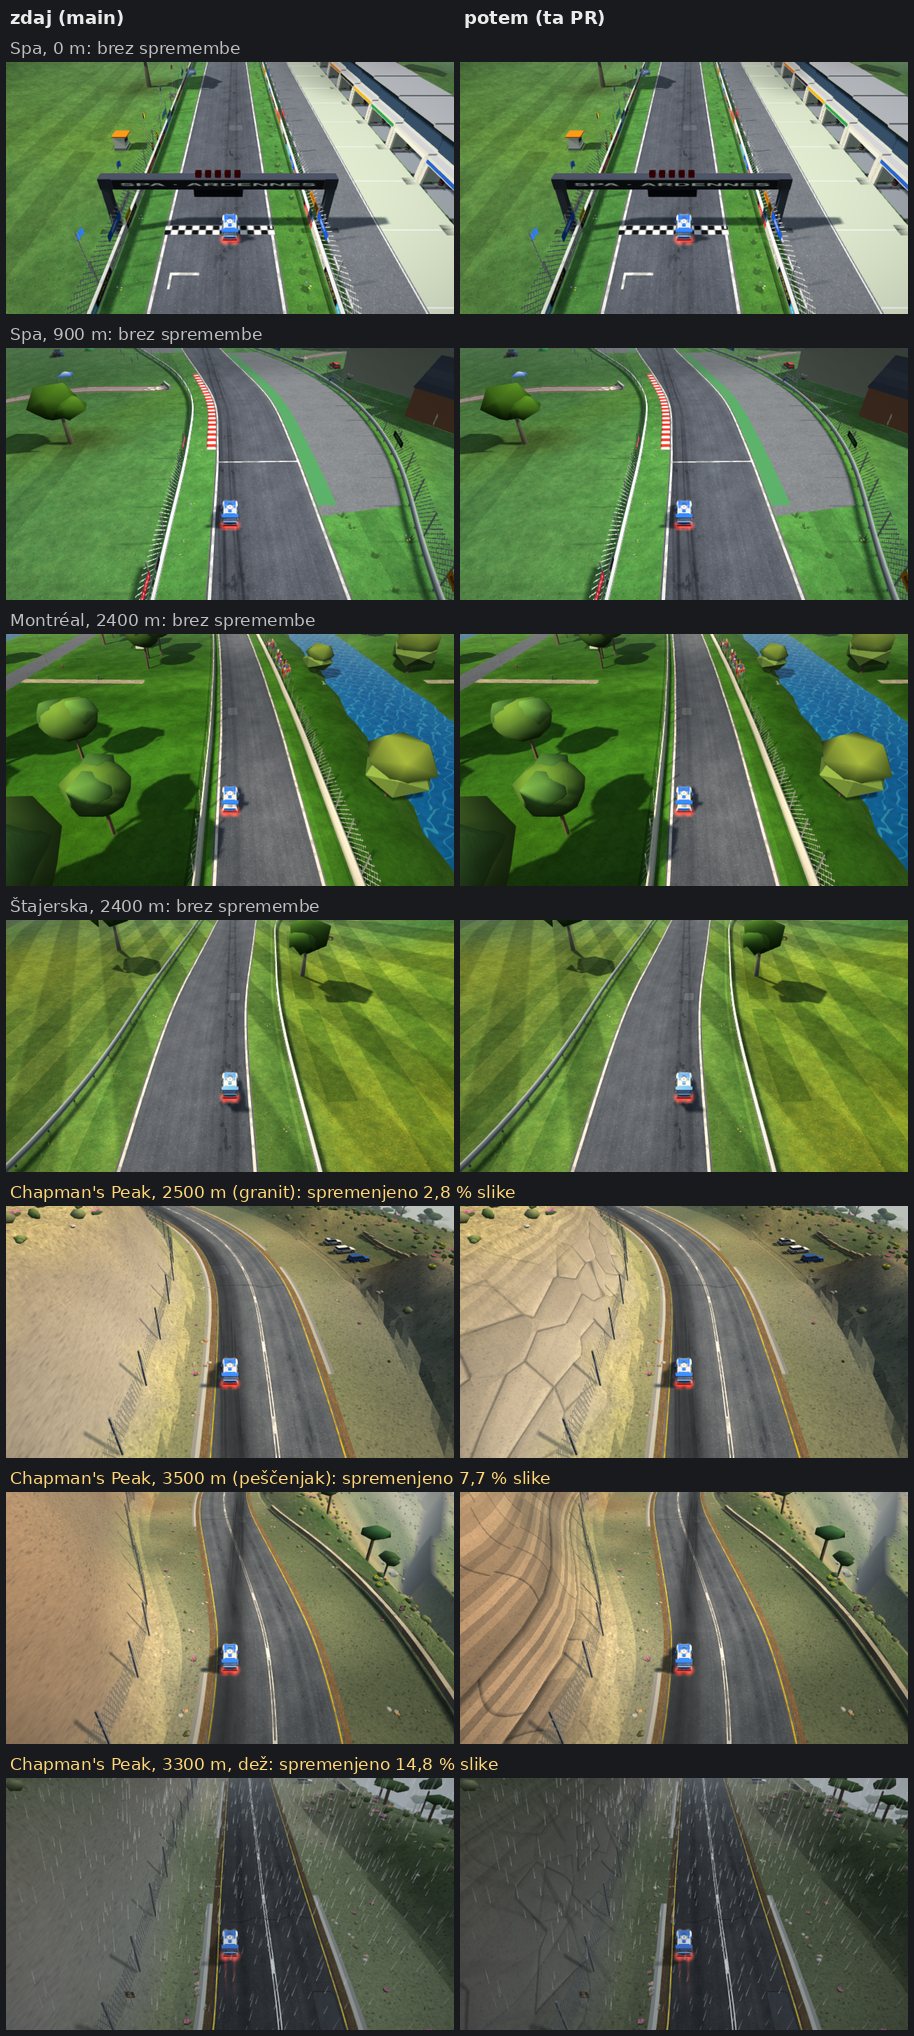 zdaj (main)
potem (ta PR)
Spa, 0 m: brez spremembe
SPA · ARDENNES
SPA · ARDENNES
Spa, 900 m: brez spremembe
Montréal, 2400 m: brez spremembe
Štajerska, 2400 m: brez spremembe
Chapman's Peak, 2500 m (granit): spremenjeno 2,8 % slike
Chapman's Peak, 3500 m (peščenjak): spremenjeno 7,7 % slike
Chapman's Peak, 3300 m, dež: spremenjeno 14,8 % slike